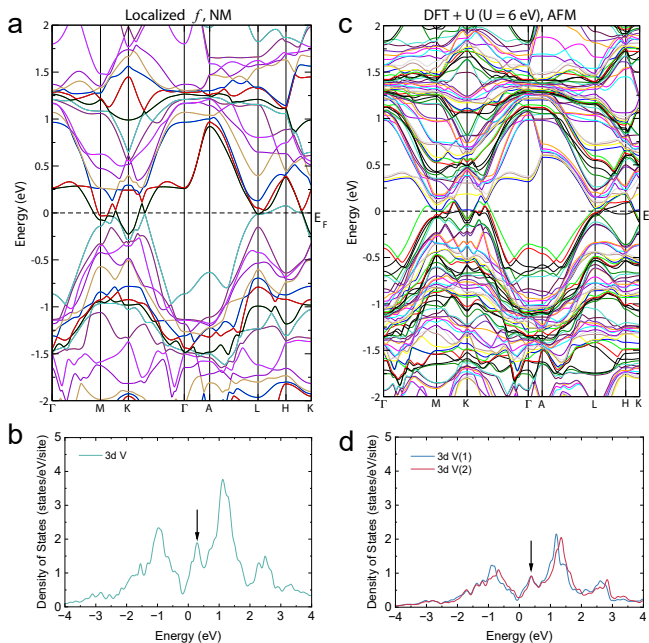 a
Localized f, NM
2
1.5
1
0.5
0
-0.5
-1
-1.5
-2
Energy (eV)
E_F
Γ M K Γ A L H K
c
DFT + U (U = 6 eV), AFM
2
1.5
1
0.5
0
-0.5
-1
-1.5
-2
Energy (eV)
E
Γ M K Γ A L H K
b
3d V
5
4
3
2
1
0
Density of States (states/eV/site)
-4 -3 -2 -1 0 1 2 3 4
Energy (eV)
d
3d V(1)
3d V(2)
5
4
3
2
1
0
Density of States (states/eV/site)
-4 -3 -2 -1 0 1 2 3 4
Energy (eV)